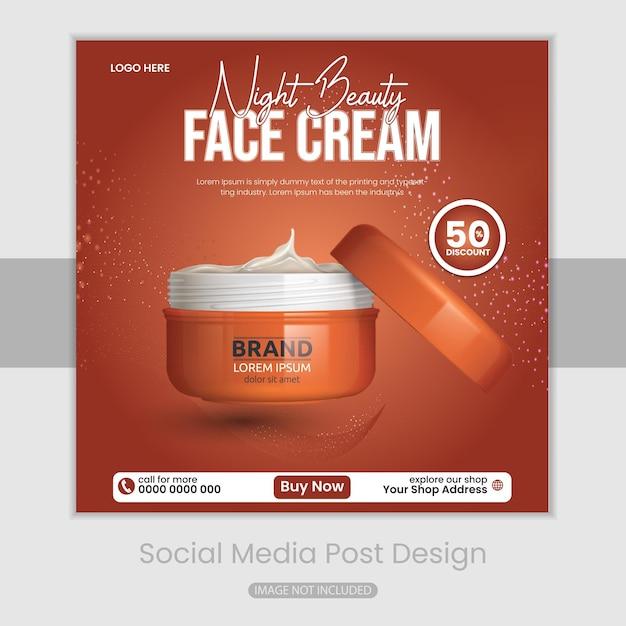 LOGO HERE
Night Beauty
FACE CREAM
Lorem Ipsum is simply dummy text of the printing and typeset
ting industry. Lorem Ipsum has been the industry.
50 %
DISCOUNT
BRAND
LOREM IPSUM
dolor sit amet
call for more
0000 0000 000
Buy Now
explore our shop
Your Shop Address
Social Media Post Design
IMAGE NOT INCLUDED